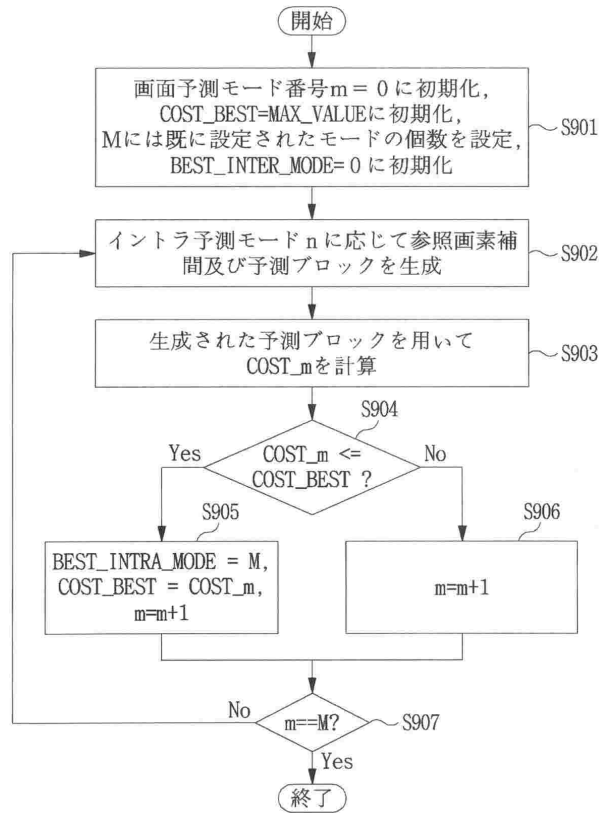 開始
画面予測モード番号m=0に初期化,
COST_BEST=MAX_VALUEに初期化,
Mには既に設定されたモードの個数を設定,
BEST_INTER_MODE=0に初期化
S901
イントラ予測モードnに応じて参照画素補
間及び予測ブロックを生成
S902
生成された予測ブロックを用いて
COST_mを計算
S903
S904
Yes
COST_m <=
COST_BEST ?
No
S905
BEST_INTRA_MODE = M,
COST_BEST = COST_m,
m=m+1
S906
m=m+1
No
m==M?
S907
Yes
終了